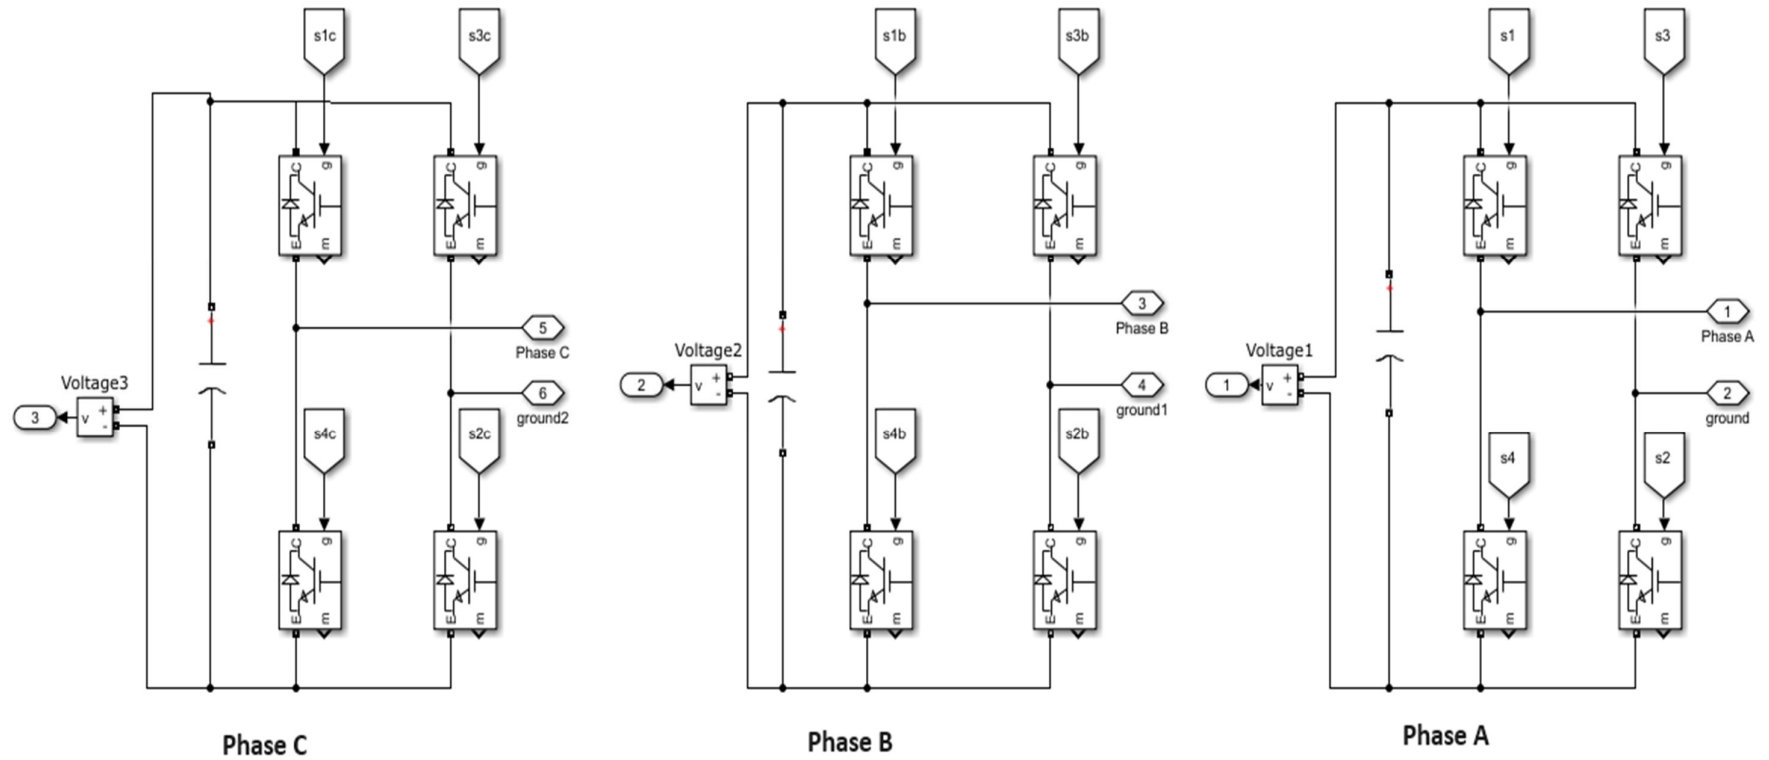 s1c
s3c
C
g
E
m
C
g
E
m
5
Phase C
6
ground2
Voltage3
+
-
v
3
s4c
s2c
C
g
E
m
C
g
E
m
Phase C
s1b
s3b
C
g
E
m
C
g
E
m
3
Phase B
4
ground1
Voltage2
+
-
v
2
s4b
s2b
C
g
E
m
C
g
E
m
Phase B
s1
s3
C
g
E
m
C
g
E
m
1
Phase A
2
ground
Voltage1
+
-
v
1
s4
s2
C
g
E
m
C
g
E
m
Phase A